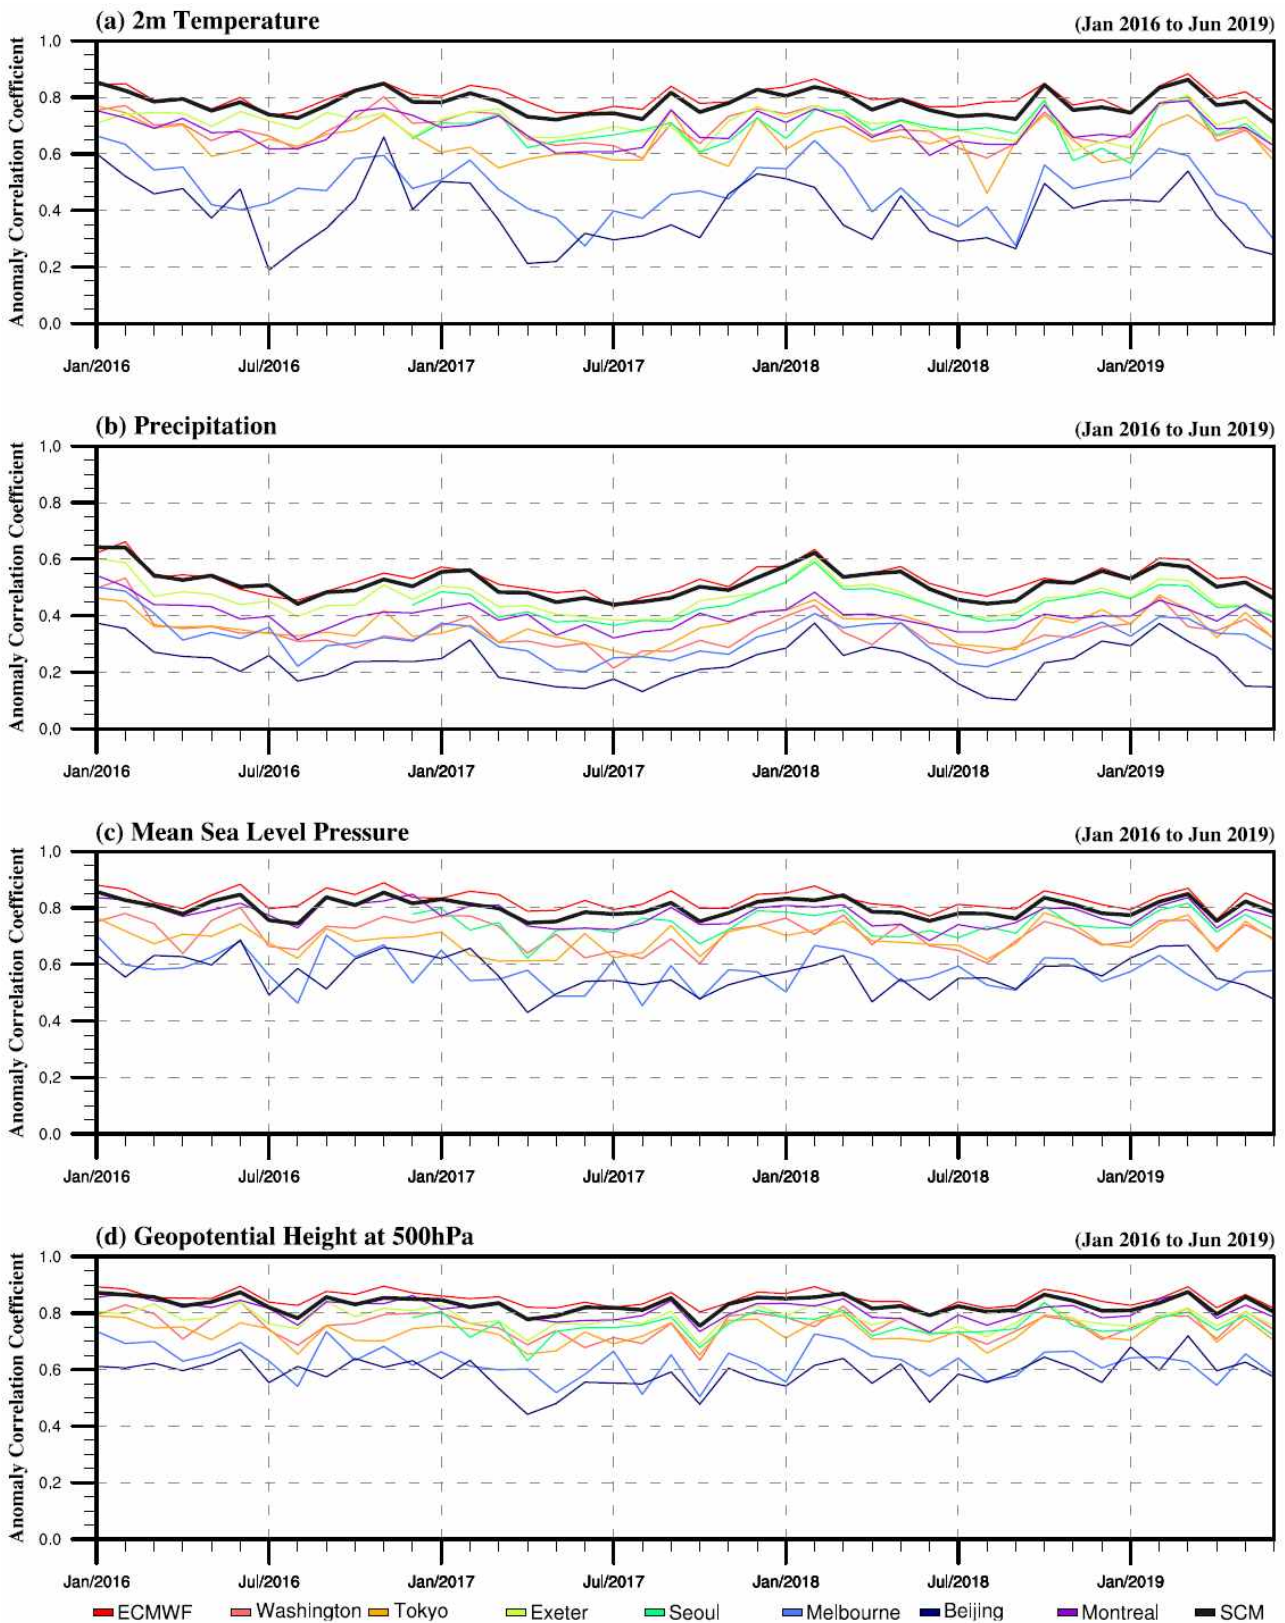 (a) 2m Temperature (Jan 2016 to Jun 2019)
Anomaly Correlation Coefficient
1.0
0.8
0.6
0.4
0.2
0.0
Jan/2016 Jul/2016 Jan/2017 Jul/2017 Jan/2018 Jul/2018 Jan/2019
(b) Precipitation (Jan 2016 to Jun 2019)
Anomaly Correlation Coefficient
1.0
0.8
0.6
0.4
0.2
0.0
Jan/2016 Jul/2016 Jan/2017 Jul/2017 Jan/2018 Jul/2018 Jan/2019
(c) Mean Sea Level Pressure (Jan 2016 to Jun 2019)
Anomaly Correlation Coefficient
1.0
0.8
0.6
0.4
0.2
0.0
Jan/2016 Jul/2016 Jan/2017 Jul/2017 Jan/2018 Jul/2018 Jan/2019
(d) Geopotential Height at 500hPa (Jan 2016 to Jun 2019)
Anomaly Correlation Coefficient
1.0
0.8
0.6
0.4
0.2
0.0
Jan/2016 Jul/2016 Jan/2017 Jul/2017 Jan/2018 Jul/2018 Jan/2019
ECMWF Washington Tokyo Exeter Seoul Melbourne Beijing Montreal SCM